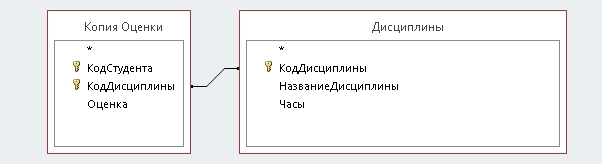 Копия Оценки
*
КодСтудента
КодДисциплины
Оценка
Дисциплины
*
КодДисциплины
НазваниеДисциплины
Часы